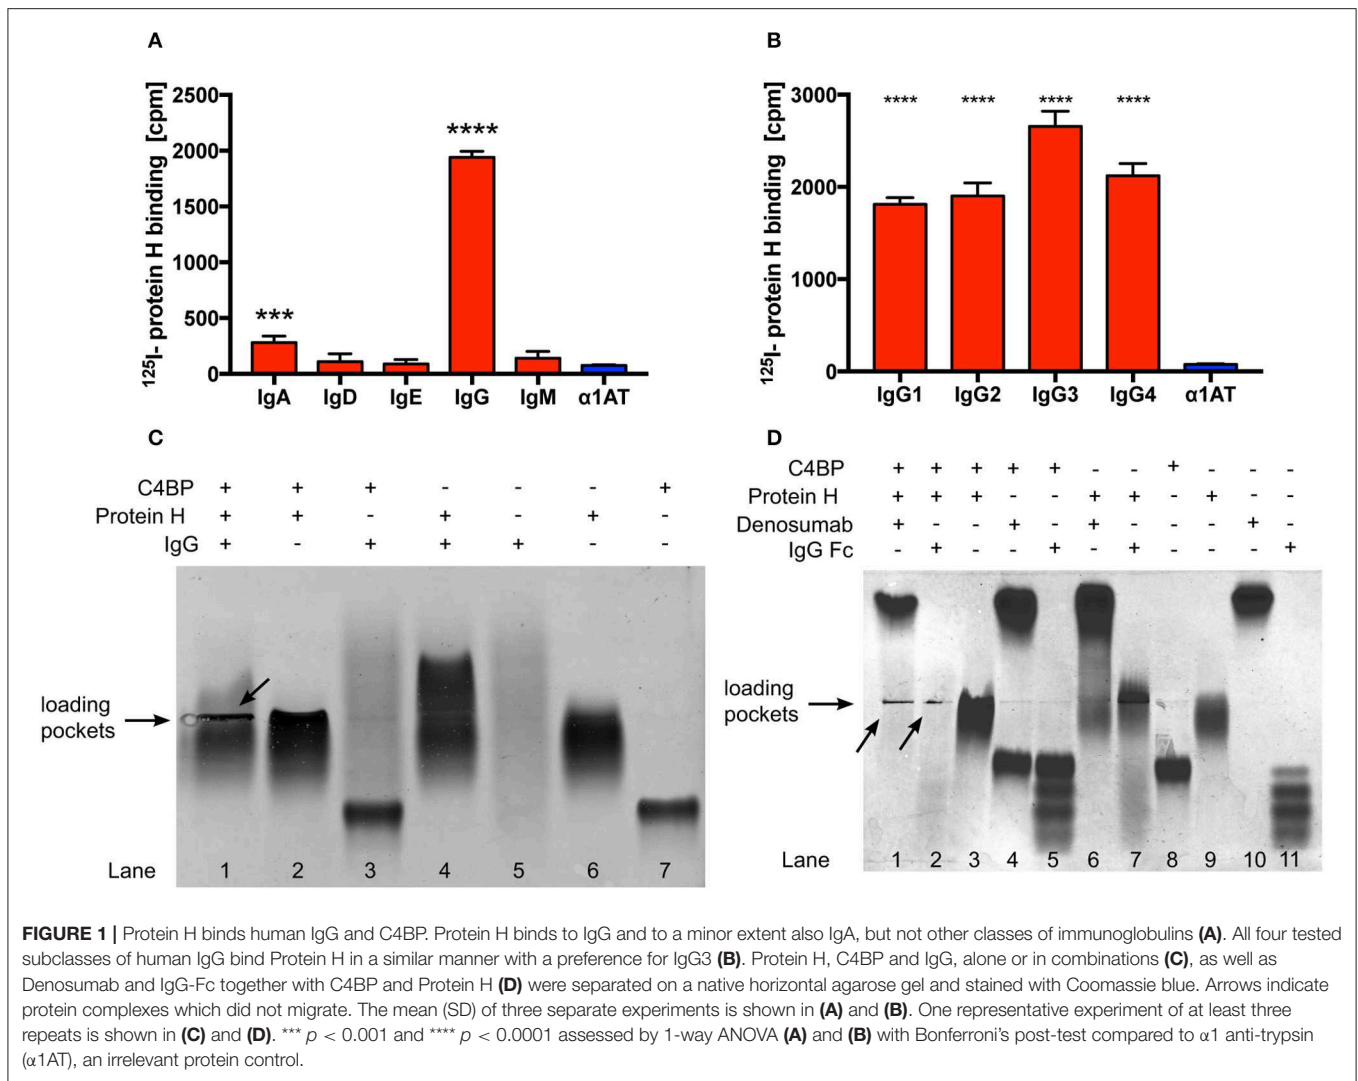 A
¹²⁵I- protein H binding [cpm]
2500
2000
1500
1000
500
0
***
****
IgA IgD IgE IgG IgM α1AT
B
¹²⁵I- protein H binding [cpm]
3000
2000
1000
0
**** **** **** ****
IgG1 IgG2 IgG3 IgG4 α1AT
C
C4BP + + + - - - +
Protein H + + - + - + -
IgG + - + + + - -
loading
pockets
Lane 1 2 3 4 5 6 7
D
C4BP + + + + + - - + - - -
Protein H + + + - - + + - + - -
Denosumab + - - + - + - - - + -
IgG Fc - + - - + - + - - - +
loading
pockets
Lane 1 2 3 4 5 6 7 8 9 10 11
FIGURE 1 | Protein H binds human IgG and C4BP. Protein H binds to IgG and to a minor extent also IgA, but not other classes of immunoglobulins (A). All four tested
subclasses of human IgG bind Protein H in a similar manner with a preference for IgG3 (B). Protein H, C4BP and IgG, alone or in combinations (C), as well as
Denosumab and IgG-Fc together with C4BP and Protein H (D) were separated on a native horizontal agarose gel and stained with Coomassie blue. Arrows indicate
protein complexes which did not migrate. The mean (SD) of three separate experiments is shown in (A) and (B). One representative experiment of at least three
repeats is shown in (C) and (D). *** p < 0.001 and **** p < 0.0001 assessed by 1-way ANOVA (A) and (B) with Bonferroni's post-test compared to α1 anti-trypsin
(α1AT), an irrelevant protein control.